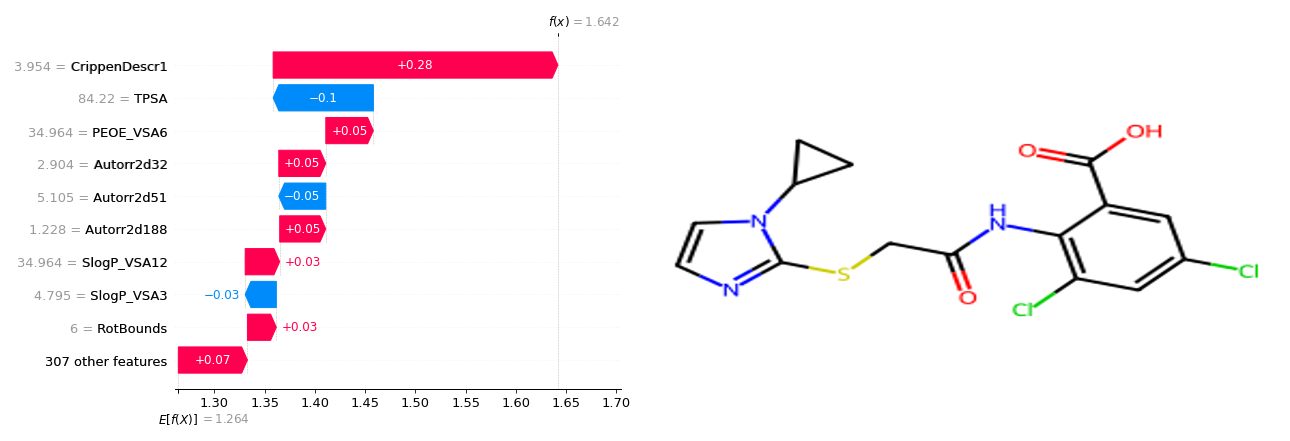 f(x) = 1.642
3.954 = CrippenDescr1 +0.28
84.22 = TPSA −0.1
34.964 = PEOE_VSA6 +0.05
2.904 = Autorr2d32 +0.05
5.105 = Autorr2d51 −0.05
1.228 = Autorr2d188 +0.05
34.964 = SlogP_VSA12 +0.03
4.795 = SlogP_VSA3 −0.03
6 = RotBounds +0.03
307 other features +0.07
1.30 1.35 1.40 1.45 1.50 1.55 1.60 1.65 1.70
E[f(X)] = 1.264
OH
O
H
N
N
Cl
S
N
O
Cl